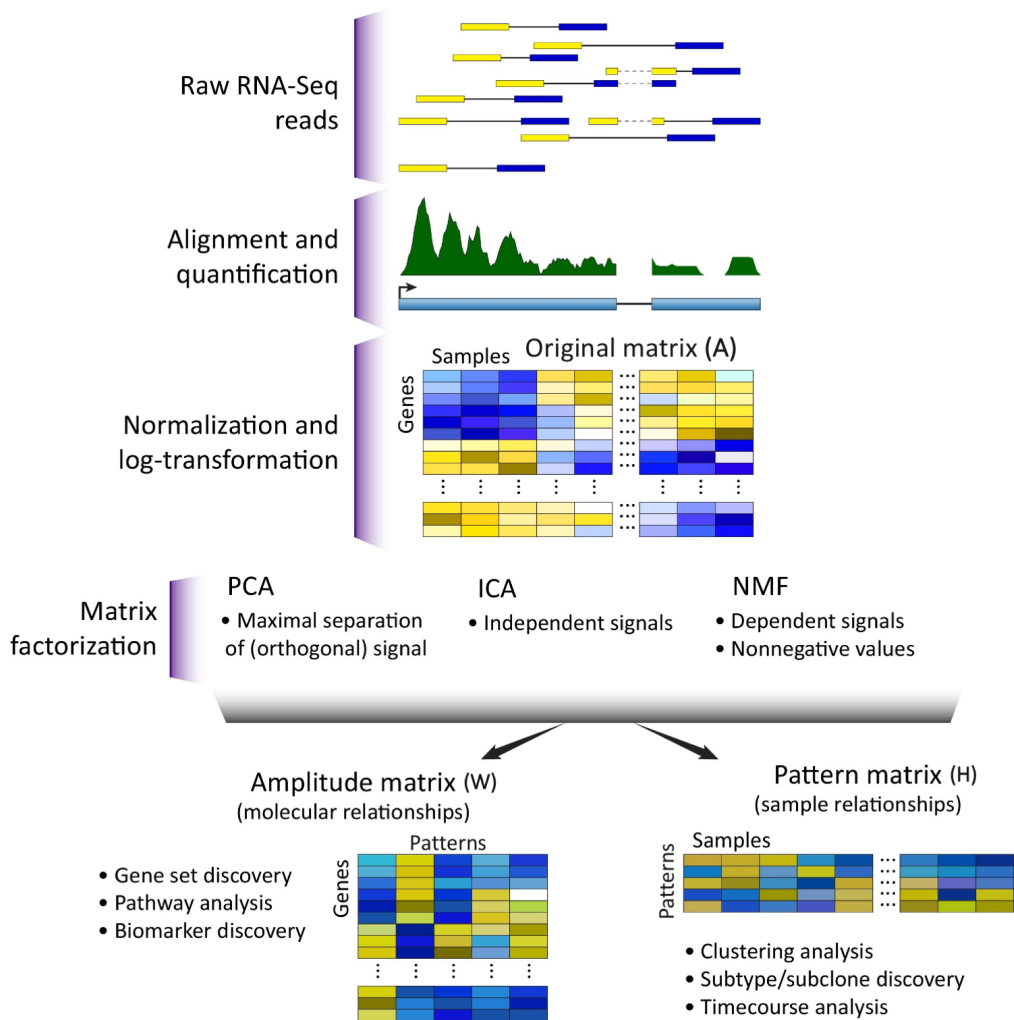 Raw RNA-Seq
reads
Alignment and
quantification
Normalization and
log-transformation
Samples
Original matrix (A)
Genes
Matrix
factorization
PCA
• Maximal separation
of (orthogonal) signal
ICA
• Independent signals
NMF
• Dependent signals
• Nonnegative values
Amplitude matrix (W)
(molecular relationships)
Patterns
Genes
• Gene set discovery
• Pathway analysis
• Biomarker discovery
Pattern matrix (H)
(sample relationships)
Samples
Patterns
• Clustering analysis
• Subtype/subclone discovery
• Timecourse analysis